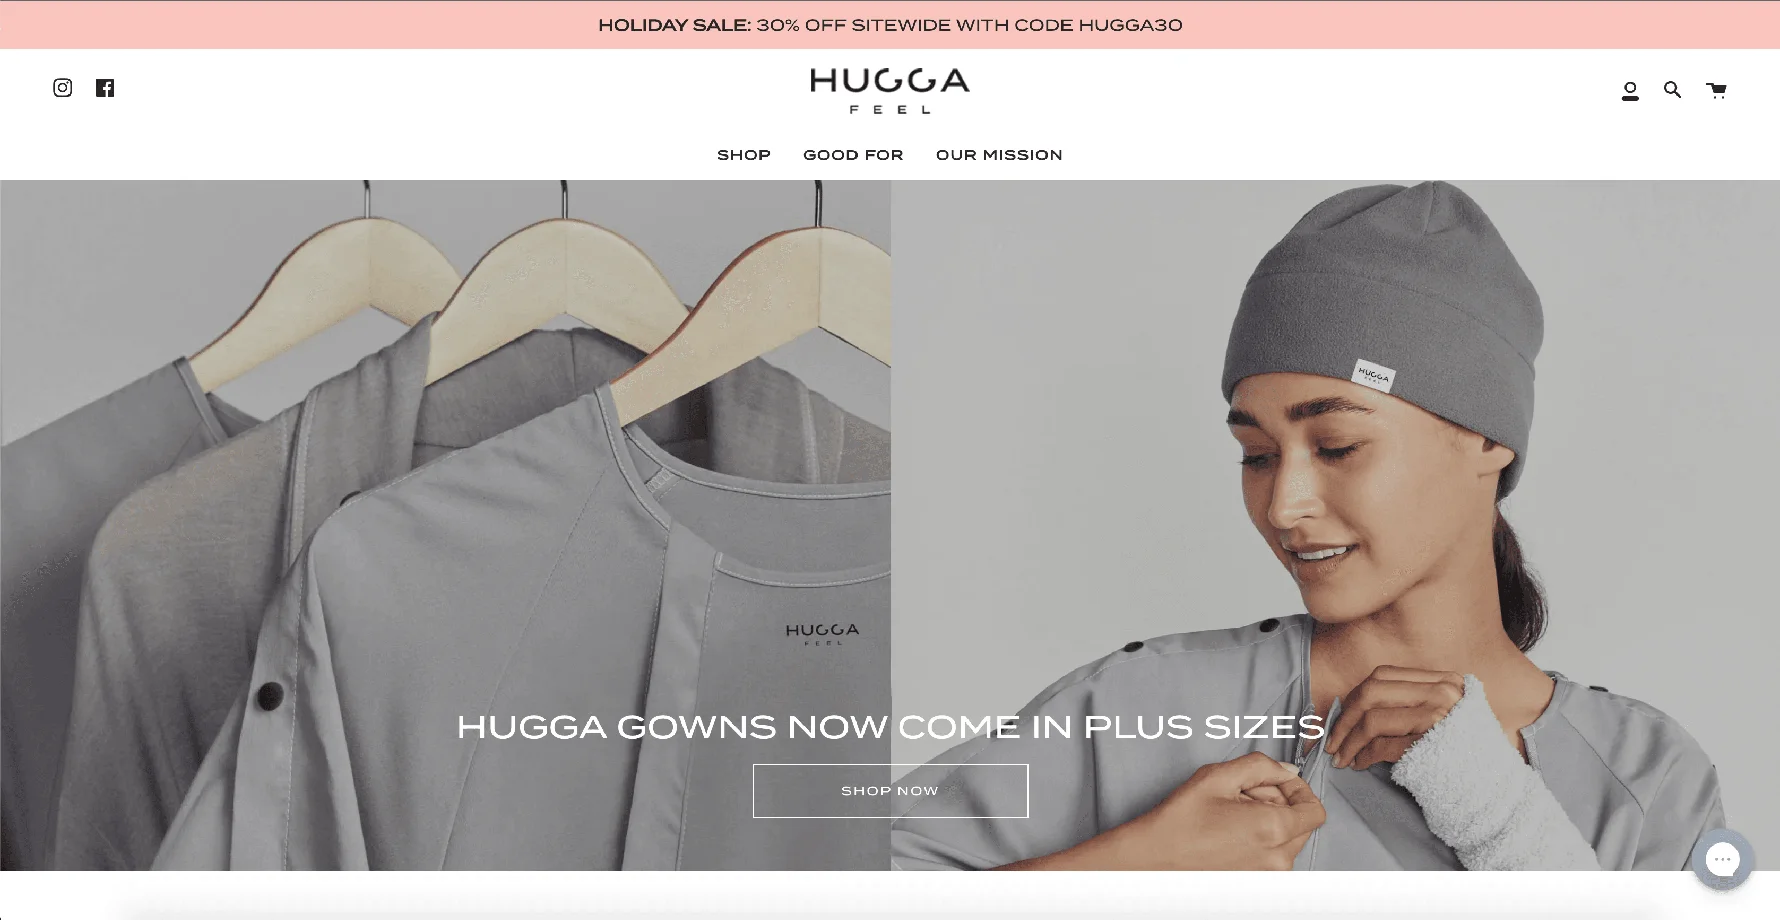 HOLIDAY SALE: 30% OFF SITEWIDE WITH CODE HUGGA30
HUGGA
FEEL
SHOP GOOD FOR OUR MISSION
HUGGA
FEEL
HUGGA
FEEL
HUGGA GOWNS NOW COME IN PLUS SIZES
SHOP NOW